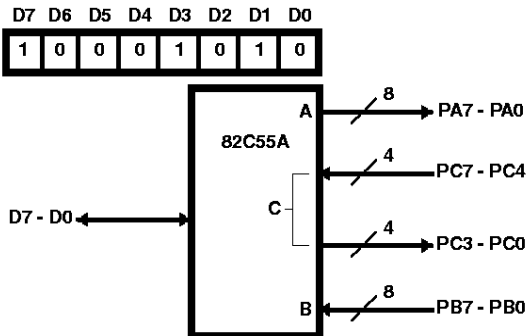 D7 D6 D5 D4 D3 D2 D1 D0
1 0 0 0 1 0 1 0
A 8 PA7 - PA0
82C55A
4 PC7 - PC4
C
D7 - D0
4 PC3 - PC0
B 8 PB7 - PB0